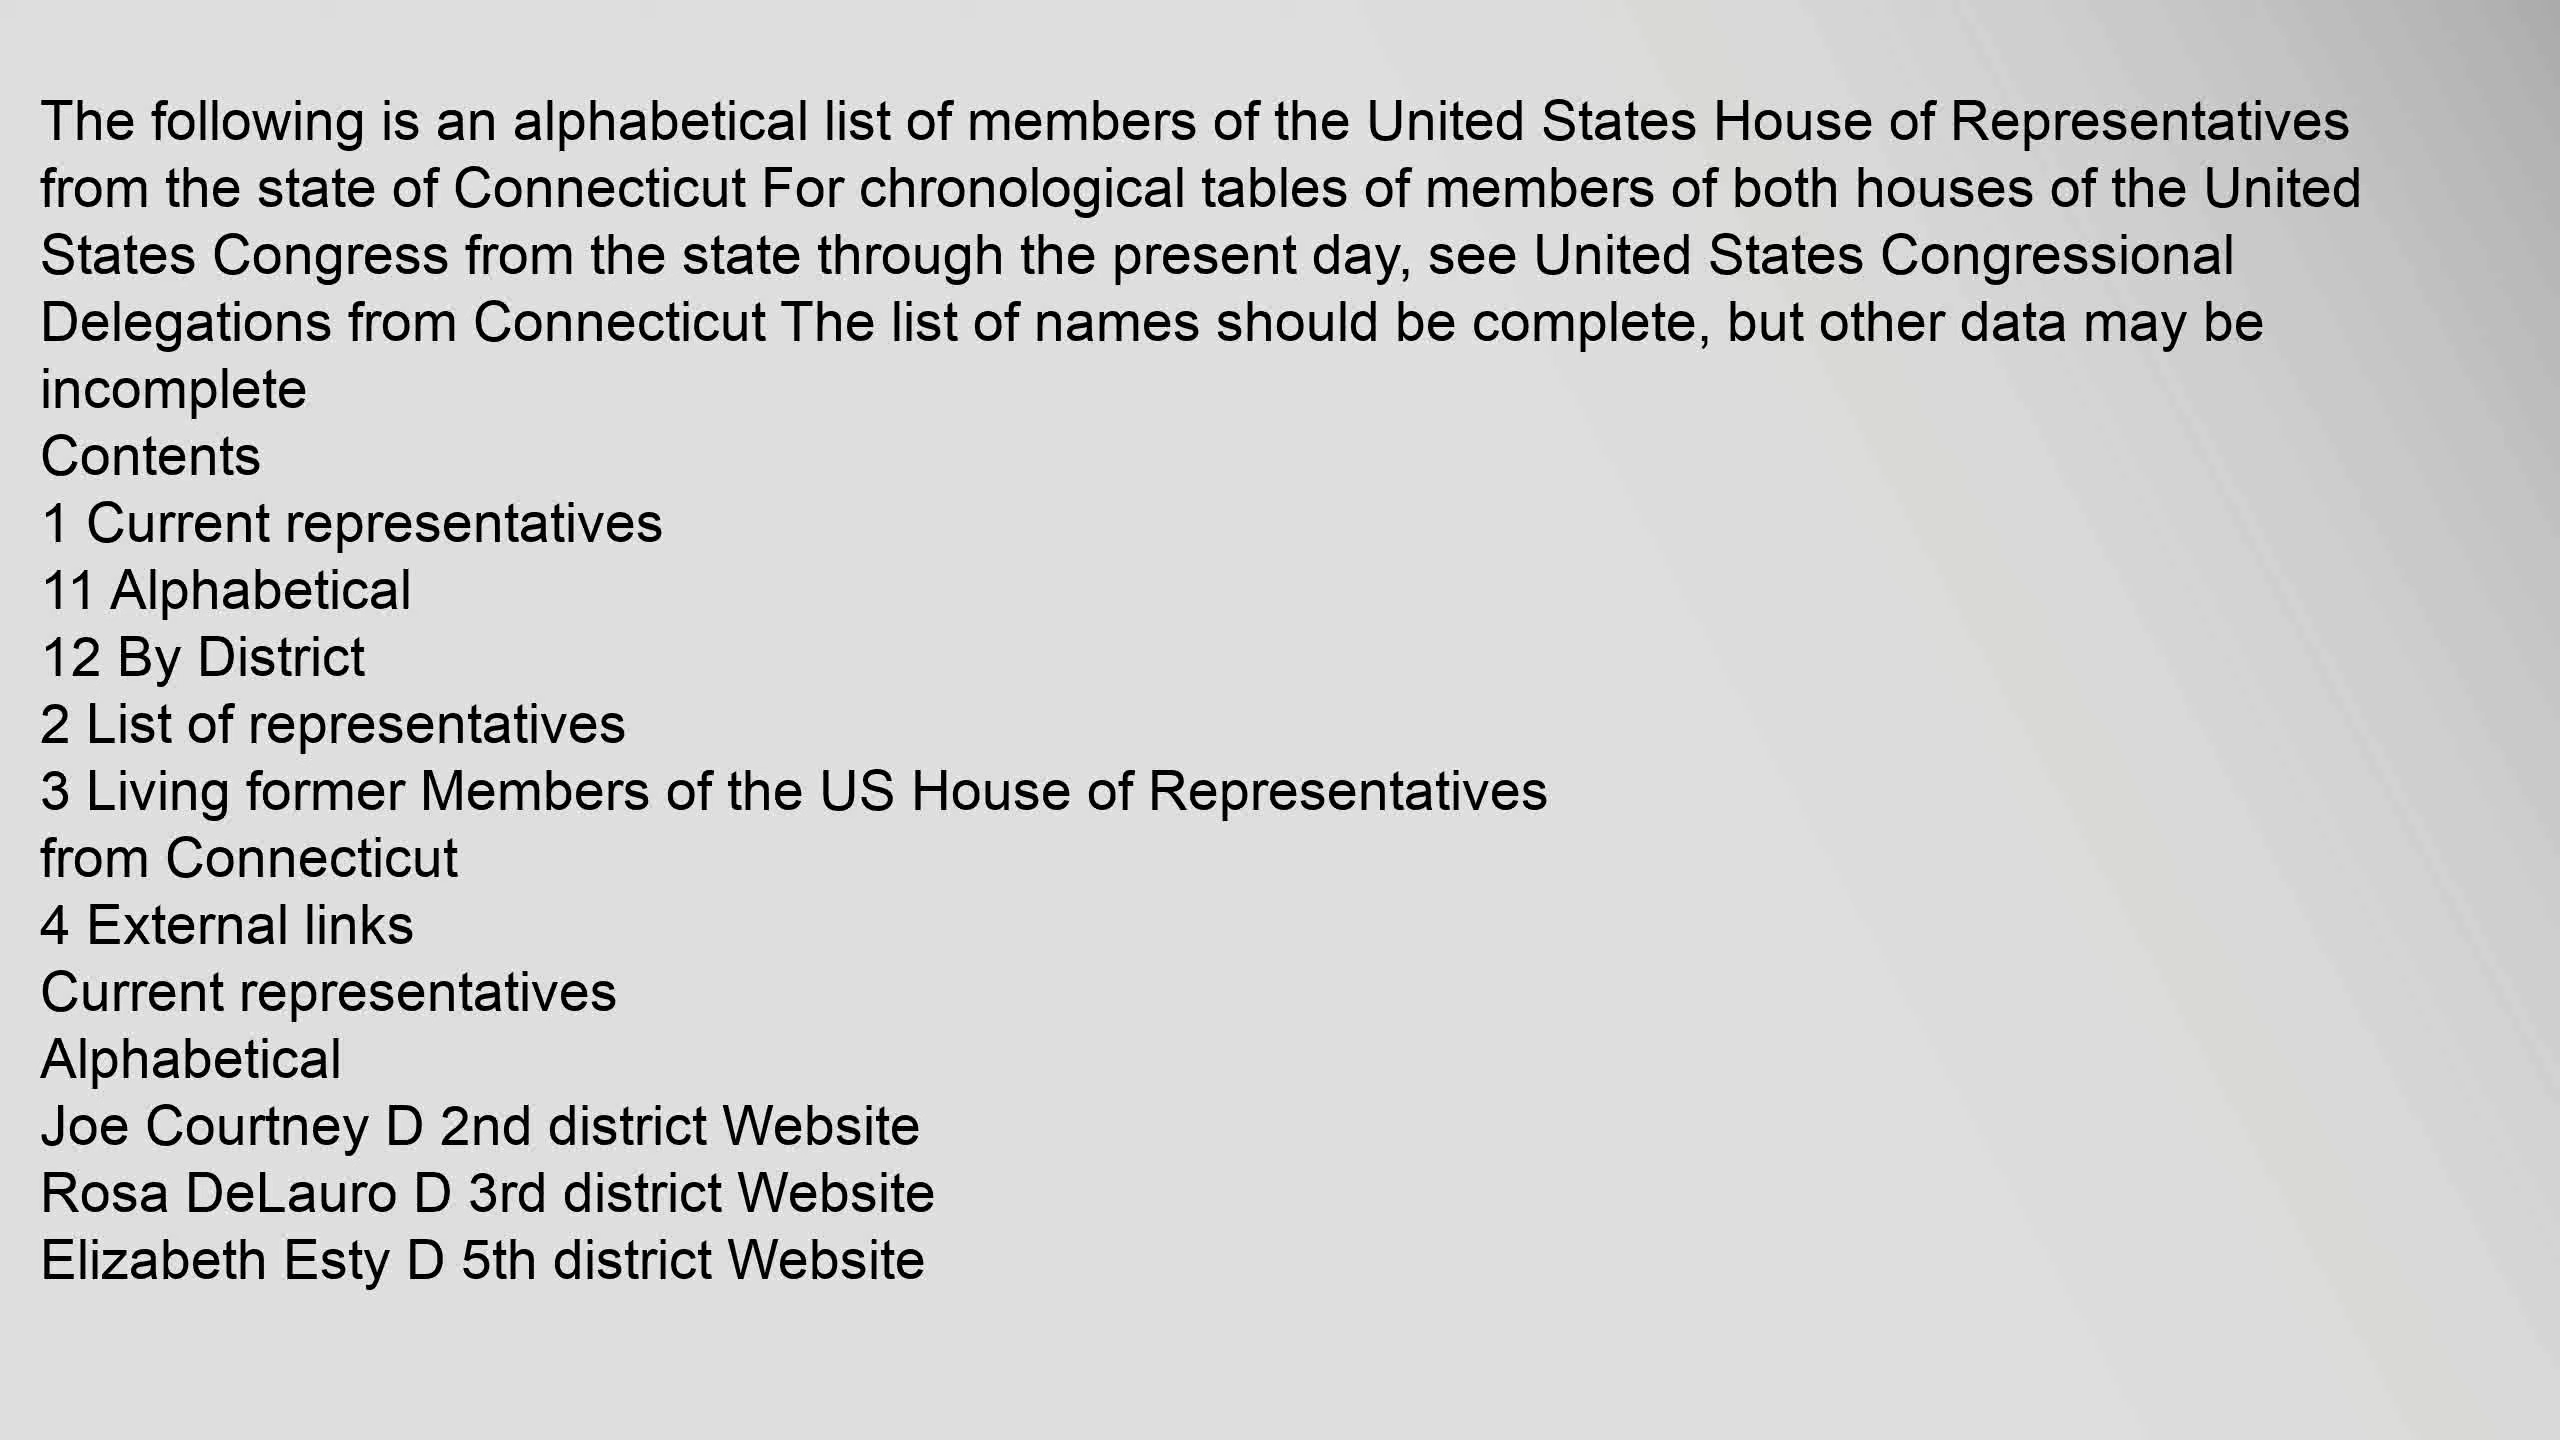 The following is an alphabetical list of members of the United States House of Representatives
from the state of Connecticut For chronological tables of members of both houses of the United
States Congress from the state through the present day, see United States Congressional
Delegations from Connecticut The list of names should be complete, but other data may be
incomplete
Contents
1 Current representatives
11 Alphabetical
12 By District
2 List of representatives
3 Living former Members of the US House of Representatives
from Connecticut
4 External links
Current representatives
Alphabetical
Joe Courtney D 2nd district Website
Rosa DeLauro D 3rd district Website
Elizabeth Esty D 5th district Website